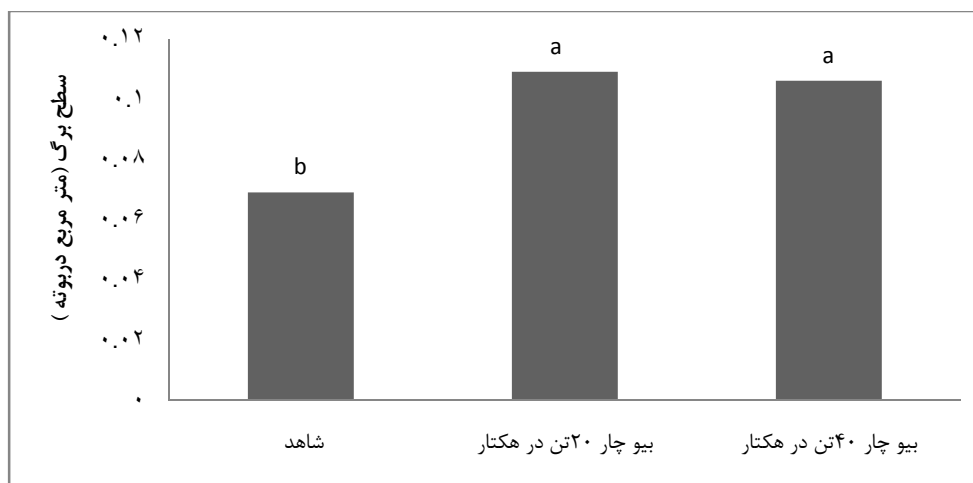 سطح برگ (متر مربع دربوته )
۰.۱۲
۰.۱
۰.۰۸
۰.۰۶
۰.۰۴
۰.۰۲
۰
b
a
a
شاهد
بیو چار ۲۰تن در هکتار
بیو چار ۴۰تن در هکتار